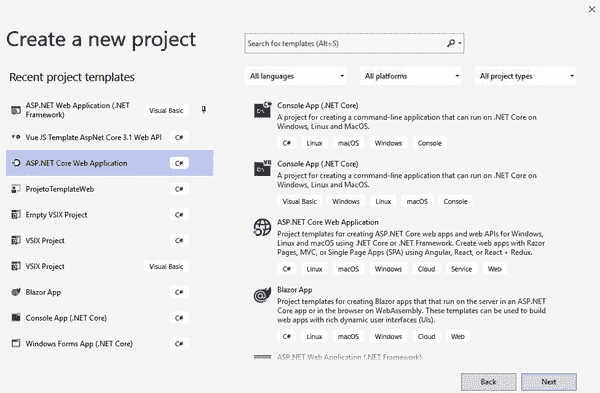 Create a new project
Recent project templates
ASP.NET Web Application (.NET
Framework)
Visual Basic
Vue JS Template AspNet Core 3.1 Web API
C#
ASP.NET Core Web Application
C#
ProjetoTemplateWeb
C#
Empty VSIX Project
C#
VSIX Project
C#
VSIX Project
Visual Basic
Blazor App
C#
Console App (.NET Core)
C#
Windows Forms App (.NET Core)
C#
Search for templates (Alt+S)
All languages
All platforms
All project types
Console App (.NET Core)
A project for creating a command-line application that can run on .NET Core on
Windows, Linux and macOS.
C# Linux macOS Windows Console
Console App (.NET Core)
A project for creating a command-line application that can run on .NET Core on
Windows, Linux and macOS.
Visual Basic Windows Linux macOS Console
ASP.NET Core Web Application
Project templates for creating ASP.NET Core web apps and web APIs for Windows,
Linux and macOS using .NET Core or .NET Framework. Create web apps with Razor
Pages, MVC, or Single Page Apps (SPA) using Angular, React, or React + Redux.
C# Linux macOS Windows Cloud Service Web
Blazor App
Project templates for creating Blazor apps that that run on the server in an ASP.NET
Core app or in the browser on WebAssembly. These templates can be used to build
web apps with rich dynamic user interfaces (UIs).
C# Linux macOS Windows Cloud Web
ASP.NET Web Application (.NET Framework)
Back
Next